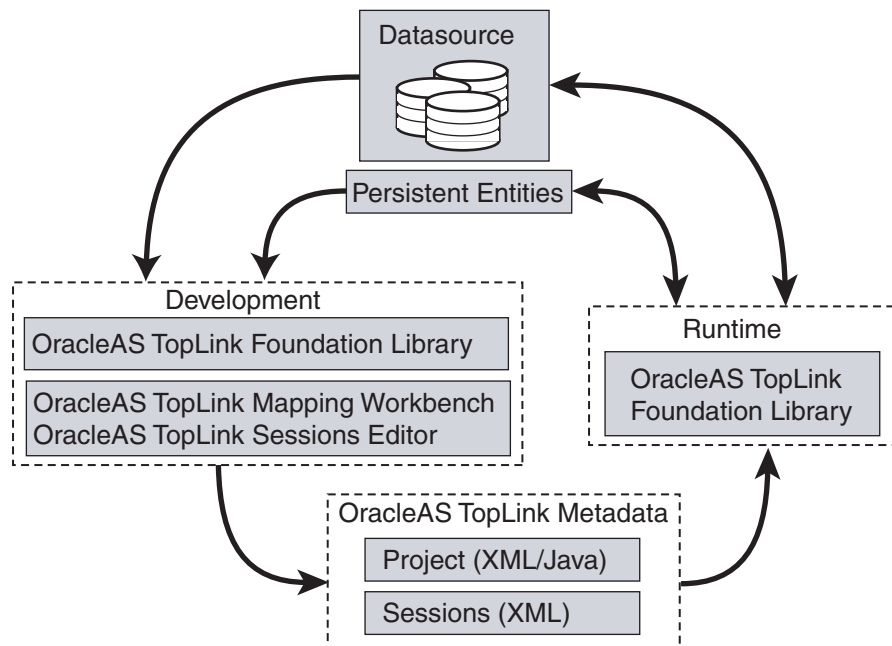 Datasource
Persistent Entities
Development
OracleAS TopLink Foundation Library
OracleAS TopLink Mapping Workbench
OracleAS TopLink Sessions Editor
Runtime
OracleAS TopLink
Foundation Library
OracleAS TopLink Metadata
Project (XML/Java)
Sessions (XML)